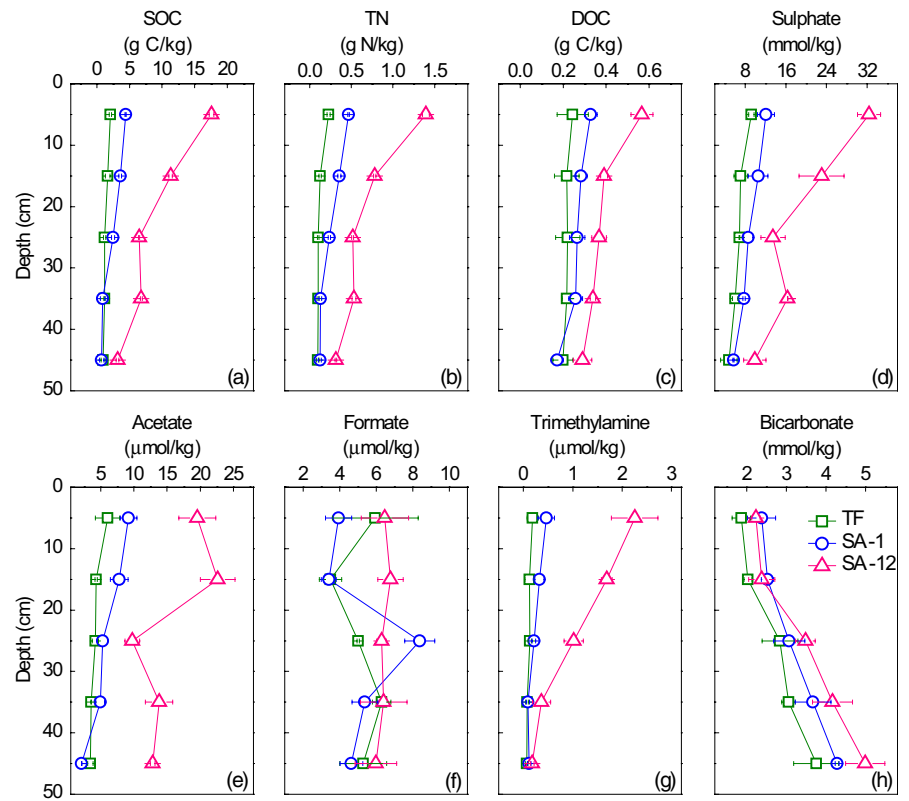 SOC TN DOC Sulphate
(g C/kg) (g N/kg) (g C/kg) (mmol/kg)
0 5 10 15 20 0.0 0.5 1.0 1.5 0.0 0.2 0.4 0.6 8 16 24 32
0
10
20
30
40
50
Depth (cm)
(a) (b) (c) (d)
Acetate Formate Trimethylamine Bicarbonate
(μmol/kg) (μmol/kg) (μmol/kg) (mmol/kg)
5 10 15 20 25 2 4 6 8 10 0 1 2 3 2 3 4 5
0
10
20
30
40
50
Depth (cm)
TF
SA-1
SA-12
(e) (f) (g) (h)